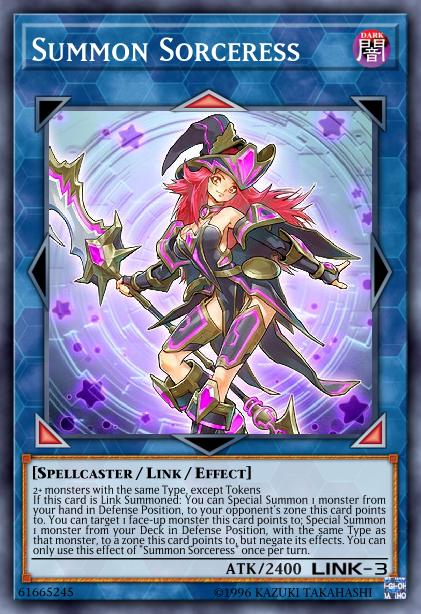 SUMMON SORCERESS
DARK
闇
[SPELLCASTER / LINK / EFFECT]
2+ monsters with the same Type, except Tokens
If this card is Link Summoned: You can Special Summon 1 monster from
your hand in Defense Position, to your opponent's zone this card points
to. You can target 1 face-up monster this card points to; Special Summon
1 monster from your Deck in Defense Position, with the same Type as
that monster, to a zone this card points to, but negate its effects. You can
only use this effect of "Summon Sorceress" once per turn.
ATK/2400 LINK-3
61665245
©1996 KAZUKI TAKAHASHI